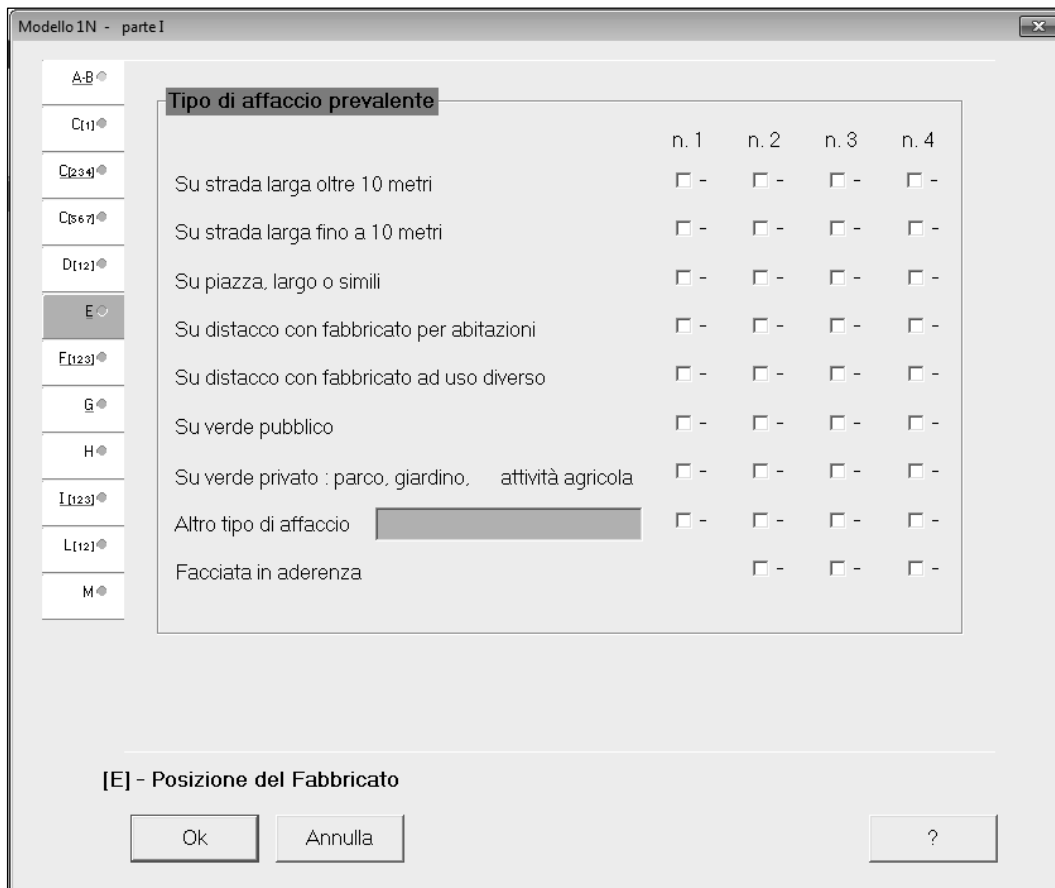 Modello 1N - parte I
A-B
C[1]
C[234]
C[567]
D[12]
E
F[123]
G
H
I[123]
L[12]
M
Tipo di affaccio prevalente
n. 1 n. 2 n. 3 n. 4
Su strada larga oltre 10 metri - - - -
Su strada larga fino a 10 metri - - - -
Su piazza, largo o simili - - - -
Su distacco con fabbricato per abitazioni - - - -
Su distacco con fabbricato ad uso diverso - - - -
Su verde pubblico - - - -
Su verde privato : parco, giardino, attività agricola - - - -
Altro tipo di affaccio - - - -
Facciata in aderenza - - -
[E] - Posizione del Fabbricato
Ok Annulla ?